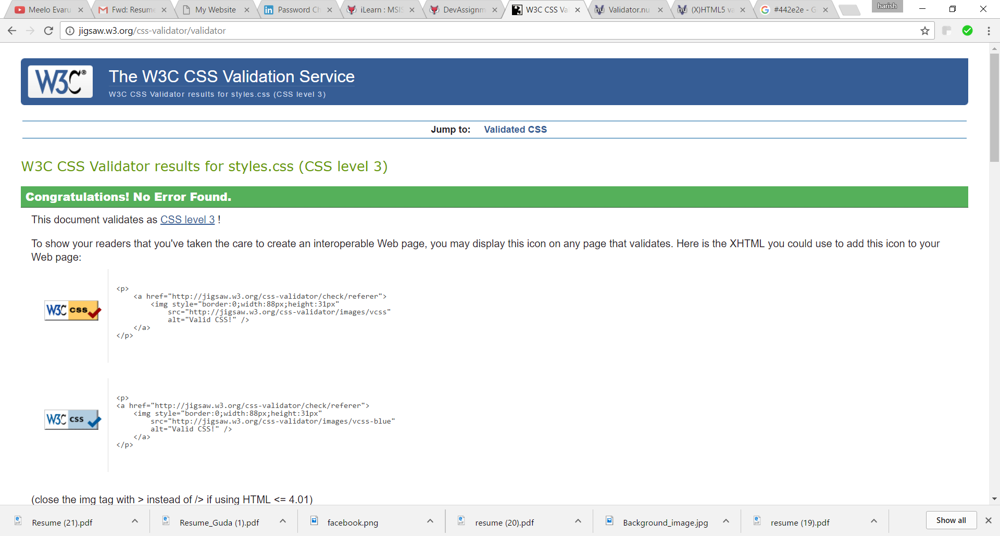 Meelo Evaru
Fwd: Resume
My Website
Password Ch
iLearn : MSIS
DevAssignm
W3C CSS Va
Validator.nu
(X)HTML5 va
#442e2e - G
harish
jigsaw.w3.org/css-validator/validator
W3C®
The W3C CSS Validation Service
W3C CSS Validator results for styles.css (CSS level 3)
Jump to: Validated CSS
W3C CSS Validator results for styles.css (CSS level 3)
Congratulations! No Error Found.
This document validates as CSS level 3 !
To show your readers that you've taken the care to create an interoperable Web page, you may display this icon on any page that validates. Here is the XHTML you could use to add this icon to your
Web page:
W3C css
<p>
<a href="http://jigsaw.w3.org/css-validator/check/referer">
<img style="border:0;width:88px;height:31px"
src="http://jigsaw.w3.org/css-validator/images/vcss"
alt="Valid CSS!" />
</a>
</p>
W3C css
<p>
<a href="http://jigsaw.w3.org/css-validator/check/referer">
<img style="border:0;width:88px;height:31px"
src="http://jigsaw.w3.org/css-validator/images/vcss-blue"
alt="Valid CSS!" />
</a>
</p>
(close the img tag with > instead of /> if using HTML <= 4.01)
Resume (21).pdf
Resume_Guda (1).pdf
facebook.png
resume (20).pdf
Background_image.jpg
resume (19).pdf
Show all